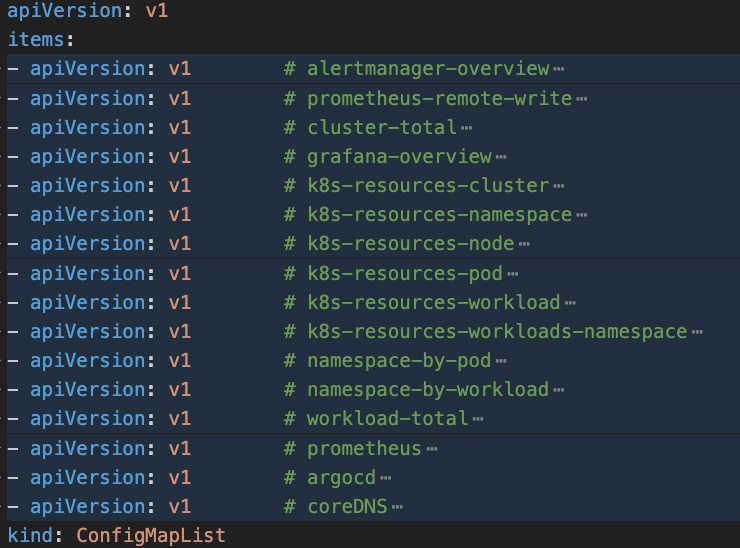 apiVersion: v1
items:
- apiVersion: v1        # alertmanager-overview…
- apiVersion: v1        # prometheus-remote-write…
- apiVersion: v1        # cluster-total…
- apiVersion: v1        # grafana-overview…
- apiVersion: v1        # k8s-resources-cluster…
- apiVersion: v1        # k8s-resources-namespace…
- apiVersion: v1        # k8s-resources-node…
- apiVersion: v1        # k8s-resources-pod…
- apiVersion: v1        # k8s-resources-workload…
- apiVersion: v1        # k8s-resources-workloads-namespace…
- apiVersion: v1        # namespace-by-pod…
- apiVersion: v1        # namespace-by-workload…
- apiVersion: v1        # workload-total…
- apiVersion: v1        # prometheus…
- apiVersion: v1        # argocd…
- apiVersion: v1        # coreDNS…
kind: ConfigMapList